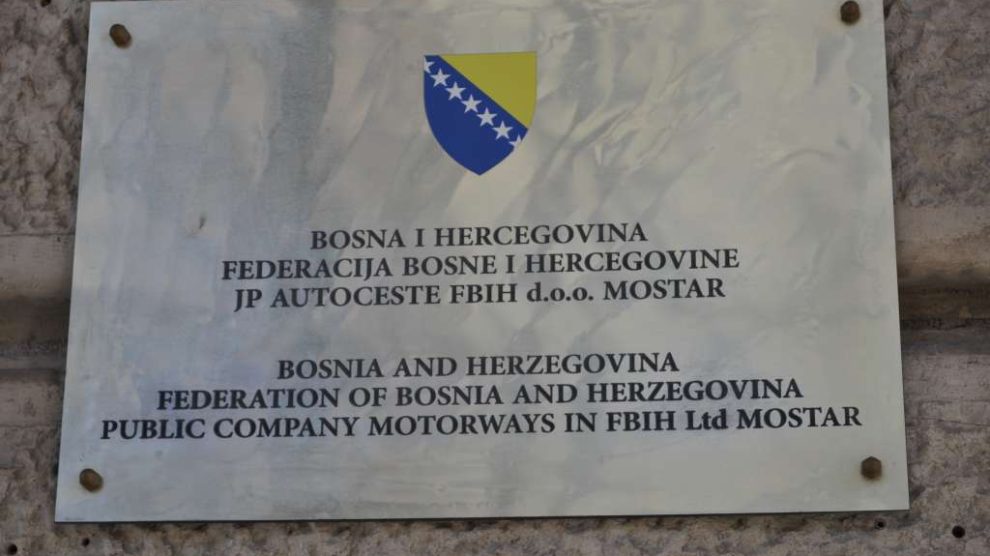 BOSNA I HERCEGOVINA
FEDERACIJA BOSNE I HERCEGOVINE
JP AUTOCESTE FBIH d.o.o. MOSTAR
BOSNIA AND HERZEGOVINA
FEDERATION OF BOSNIA AND HERZEGOVINA
PUBLIC COMPANY MOTORWAYS IN FBIH Ltd MOSTAR